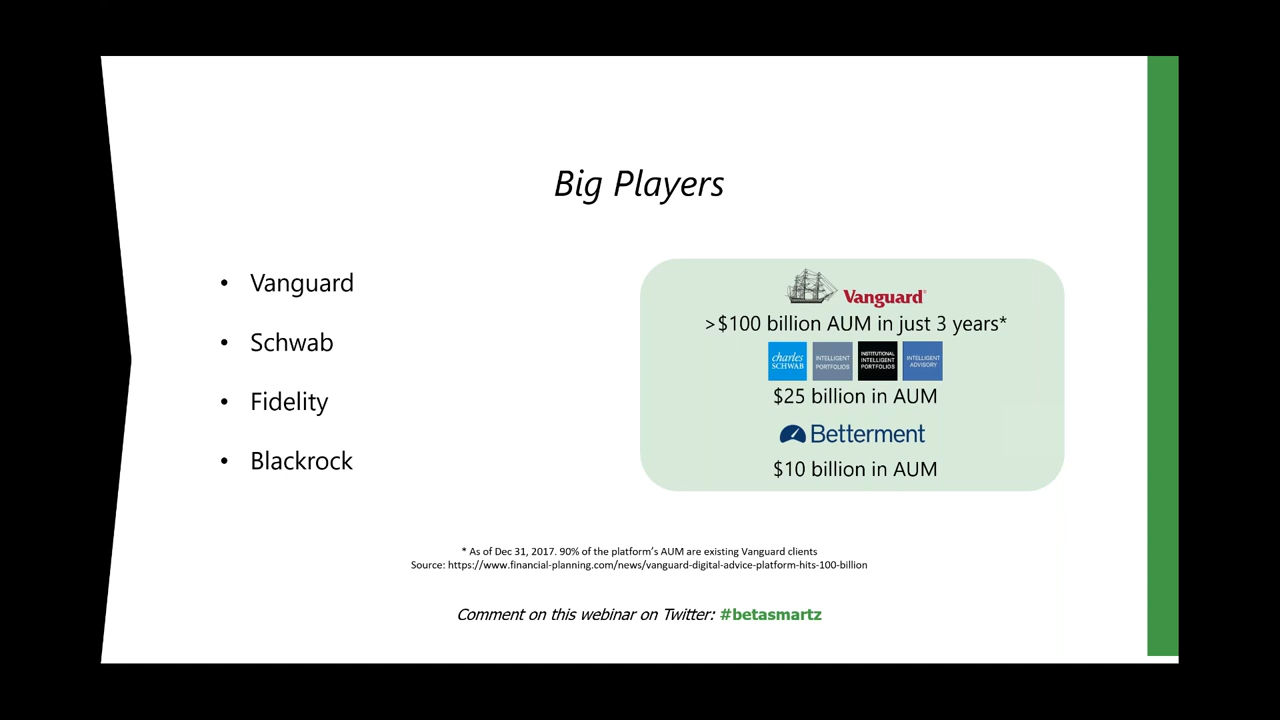 Big Players
• Vanguard
• Schwab
• Fidelity
• Blackrock
Vanguard®
>$100 billion AUM in just 3 years*
charles SCHWAB
INTELLIGENT PORTFOLIOS
INSTITUTIONAL INTELLIGENT PORTFOLIOS
INTELLIGENT ADVISORY
$25 billion in AUM
Betterment
$10 billion in AUM
* As of Dec 31, 2017. 90% of the platform's AUM are existing Vanguard clients
Source: https://www.financial-planning.com/news/vanguard-digital-advice-platform-hits-100-billion
Comment on this webinar on Twitter: #betasmartz